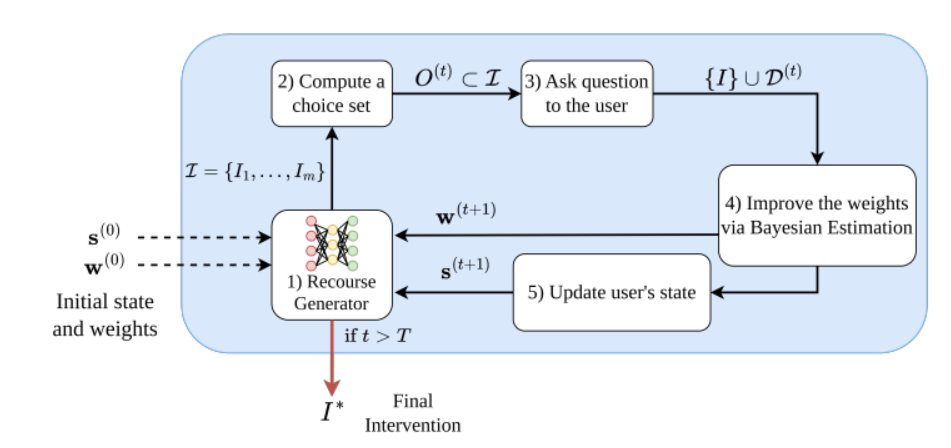 2) Compute a
choice set
$O^{(t)} \subset \mathcal{I}$
3) Ask question
to the user
$\{I\} \cup \mathcal{D}^{(t)}$
$\mathcal{I} = \{I_1, \ldots, I_m\}$
4) Improve the weights
via Bayesian Estimation
$\mathbf{w}^{(t+1)}$
$\mathbf{s}^{(0)}$
$\mathbf{w}^{(0)}$
Initial state
and weights
1) Recourse
Generator
$\mathbf{s}^{(t+1)}$
5) Update user's state
if $t > T$
$I^*$
Final
Intervention